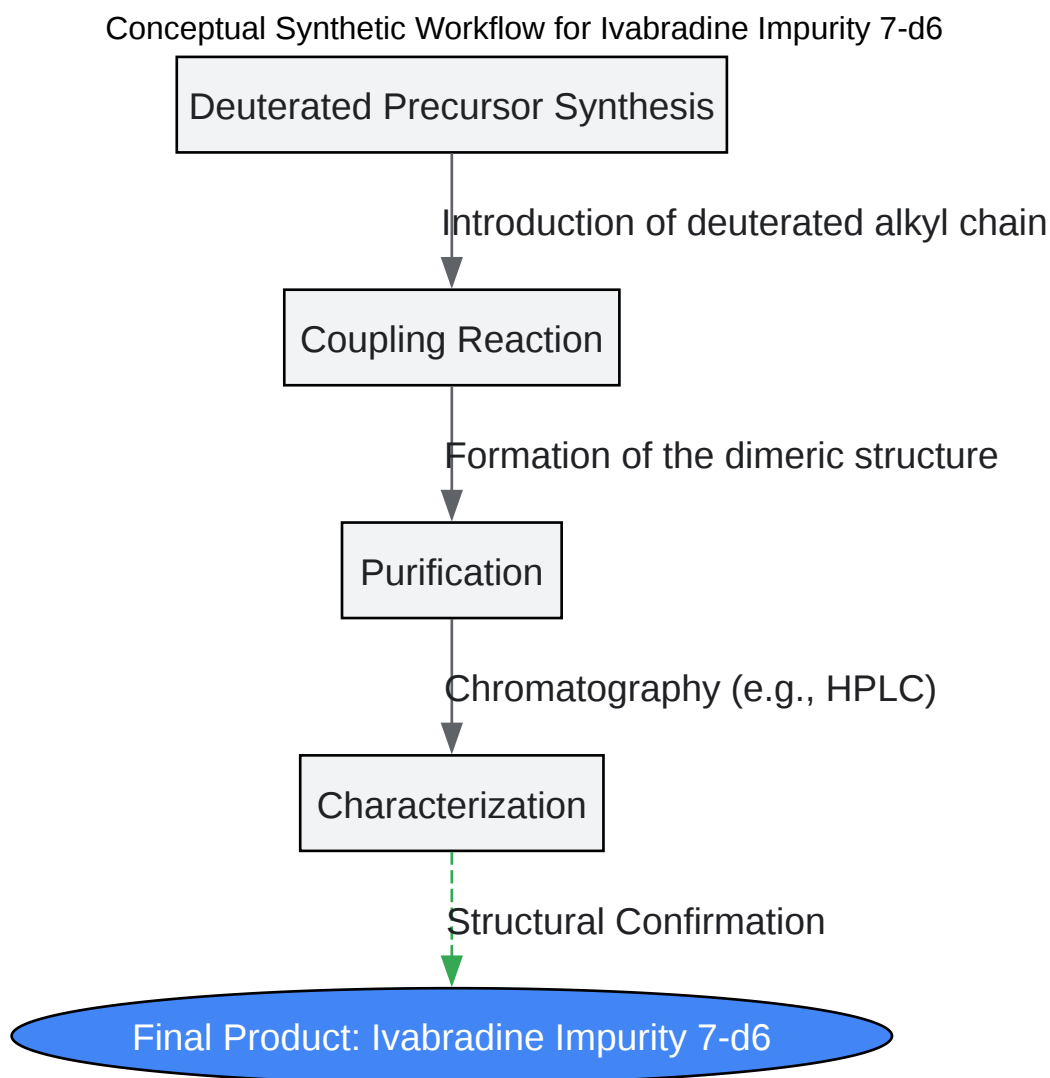 Conceptual Synthetic Workflow for Ivabradine Impurity 7-d6
Deuterated Precursor Synthesis
Introduction of deuterated alkyl chain
Coupling Reaction
Formation of the dimeric structure
Purification
Chromatography (e.g., HPLC)
Characterization
Structural Confirmation
Final Product: Ivabradine Impurity 7-d6